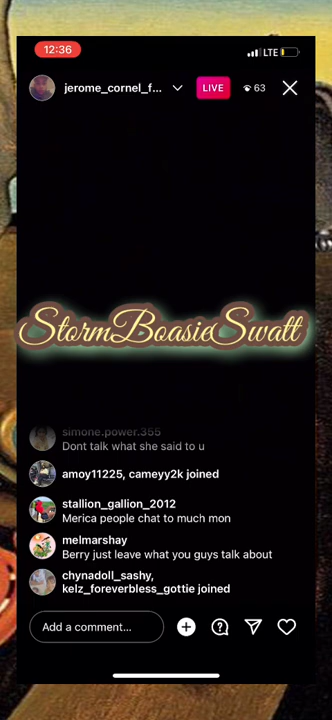 12:36
LTE
jerome_cornel_f...
LIVE
63
StormBoasieSwatt
simone.power.355
Dont talk what she said to u
amoy11225, cameyy2k joined
stallion_gallion_2012
Merica people chat to much mon
melmarshay
Berry just leave what you guys talk about
chynadoll_sashy,
kelz_foreverbless_gottie joined
Add a comment...